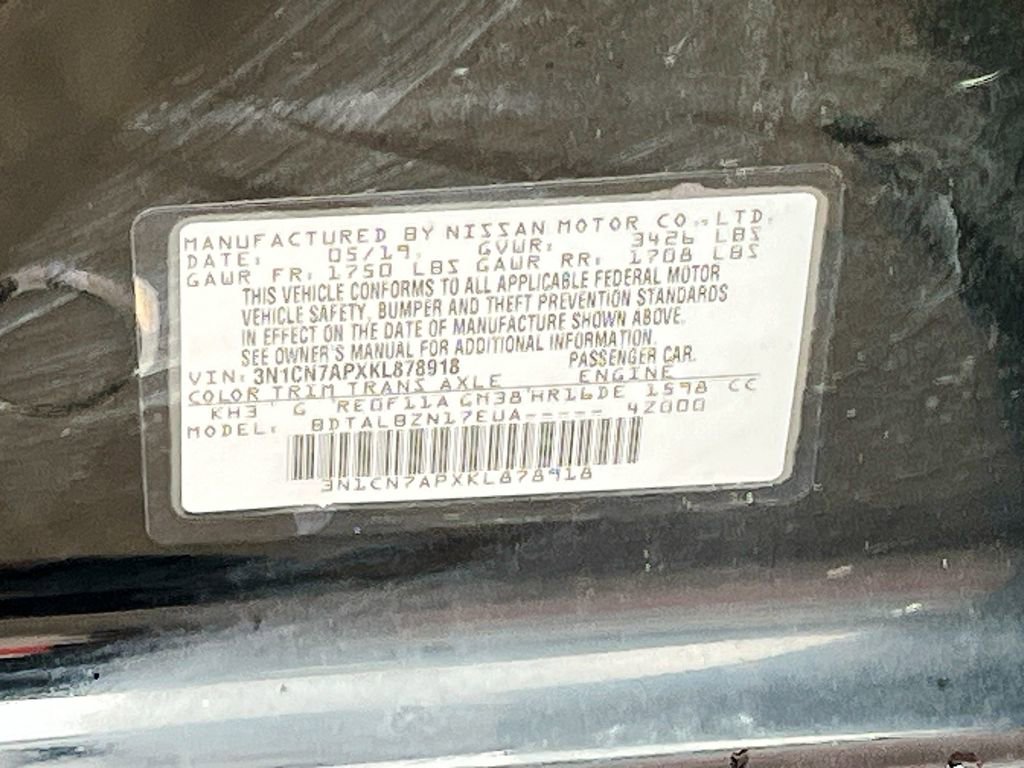 MANUFACTURED BY NISSAN MOTOR CO., LTD.
DATE: 05/19, GVWR: 3426 LBS
GAWR FR: 1750 LBS GAWR RR: 1708 LBS
THIS VEHICLE CONFORMS TO ALL APPLICABLE FEDERAL MOTOR
VEHICLE SAFETY, BUMPER AND THEFT PREVENTION STANDARDS
IN EFFECT ON THE DATE OF MANUFACTURE SHOWN ABOVE.
SEE OWNER'S MANUAL FOR ADDITIONAL INFORMATION.
VIN: 3N1CN7APXKL878918 PASSENGER CAR.
COLOR TRIM TRANS AXLE ENGINE
KH3 G RE0F11A GM38 HR16DE 1598 CC
MODEL: BDTALBZN17EUA----- 4Z000
3N1CN7APXKL878918